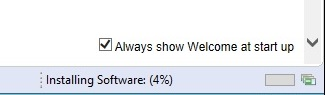 Always show Welcome at start up
Installing Software: (4%)